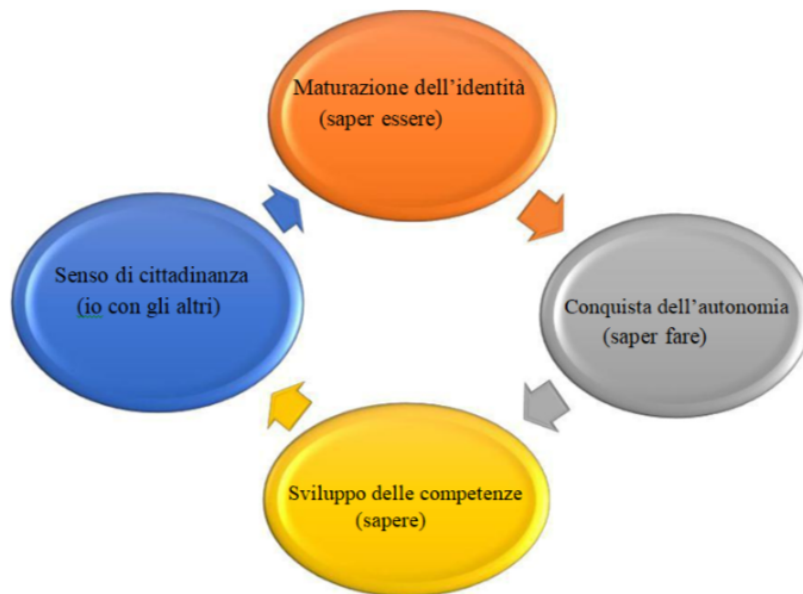 Maturazione dell’identità
(saper essere)
Senso di cittadinanza
(io con gli altri)
Conquista dell’autonomia
(saper fare)
Sviluppo delle competenze
(sapere)